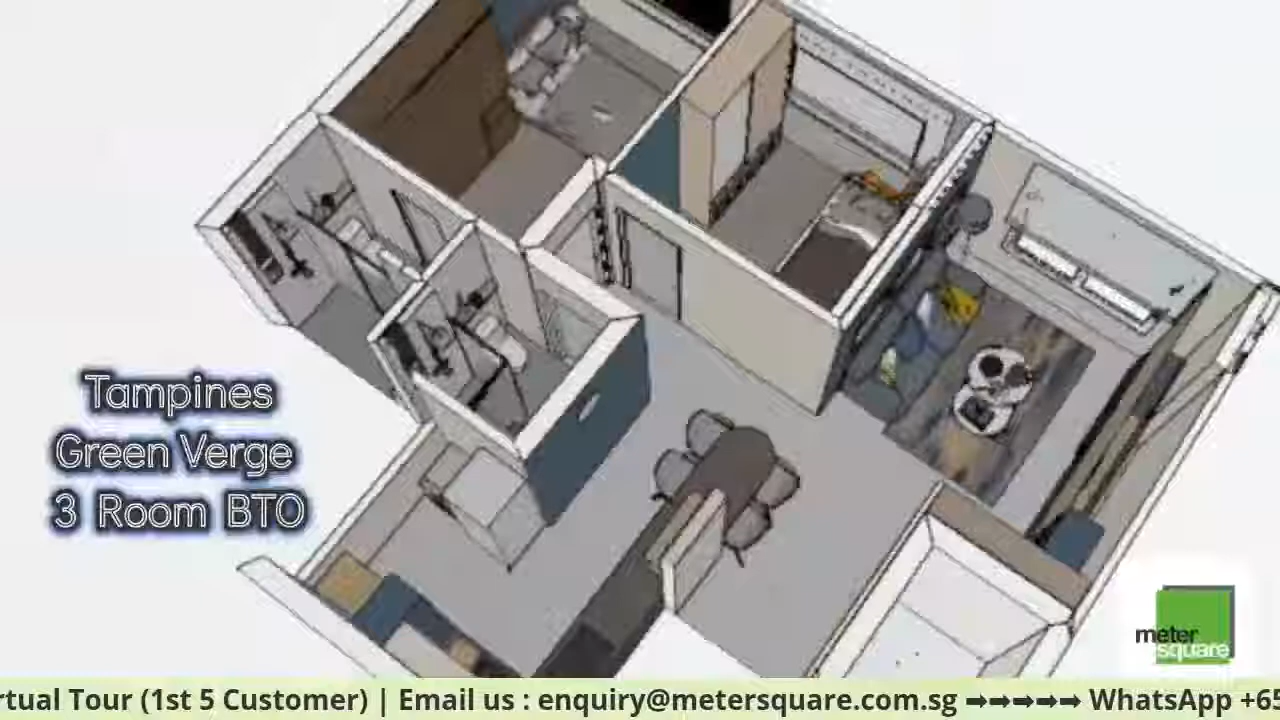 Tampines
Green Verge
3 Room BTO
meter
square
rtual Tour (1st 5 Customer) | Email us : enquiry@metersquare.com.sg ➡➡➡➡➡ WhatsApp +65